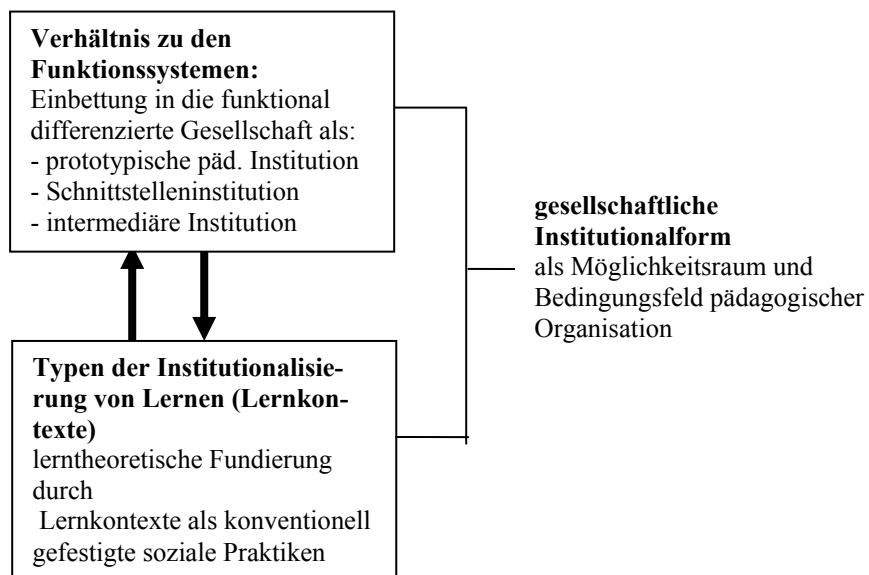 Verhältnis zu den
Funktionssystemen:
Einbettung in die funktional
differenzierte Gesellschaft als:
- prototypische päd. Institution
- Schnittstelleninstitution
- intermediäre Institution
gesellschaftliche
Institutionalform
als Möglichkeitsraum und
Bedingungsfeld pädagogischer
Organisation
Typen der Institutionalisie-
rung von Lernen (Lernkon-
texte)
lerntheoretische Fundierung
durch
Lernkontexte als konventionell
gefestigte soziale Praktiken